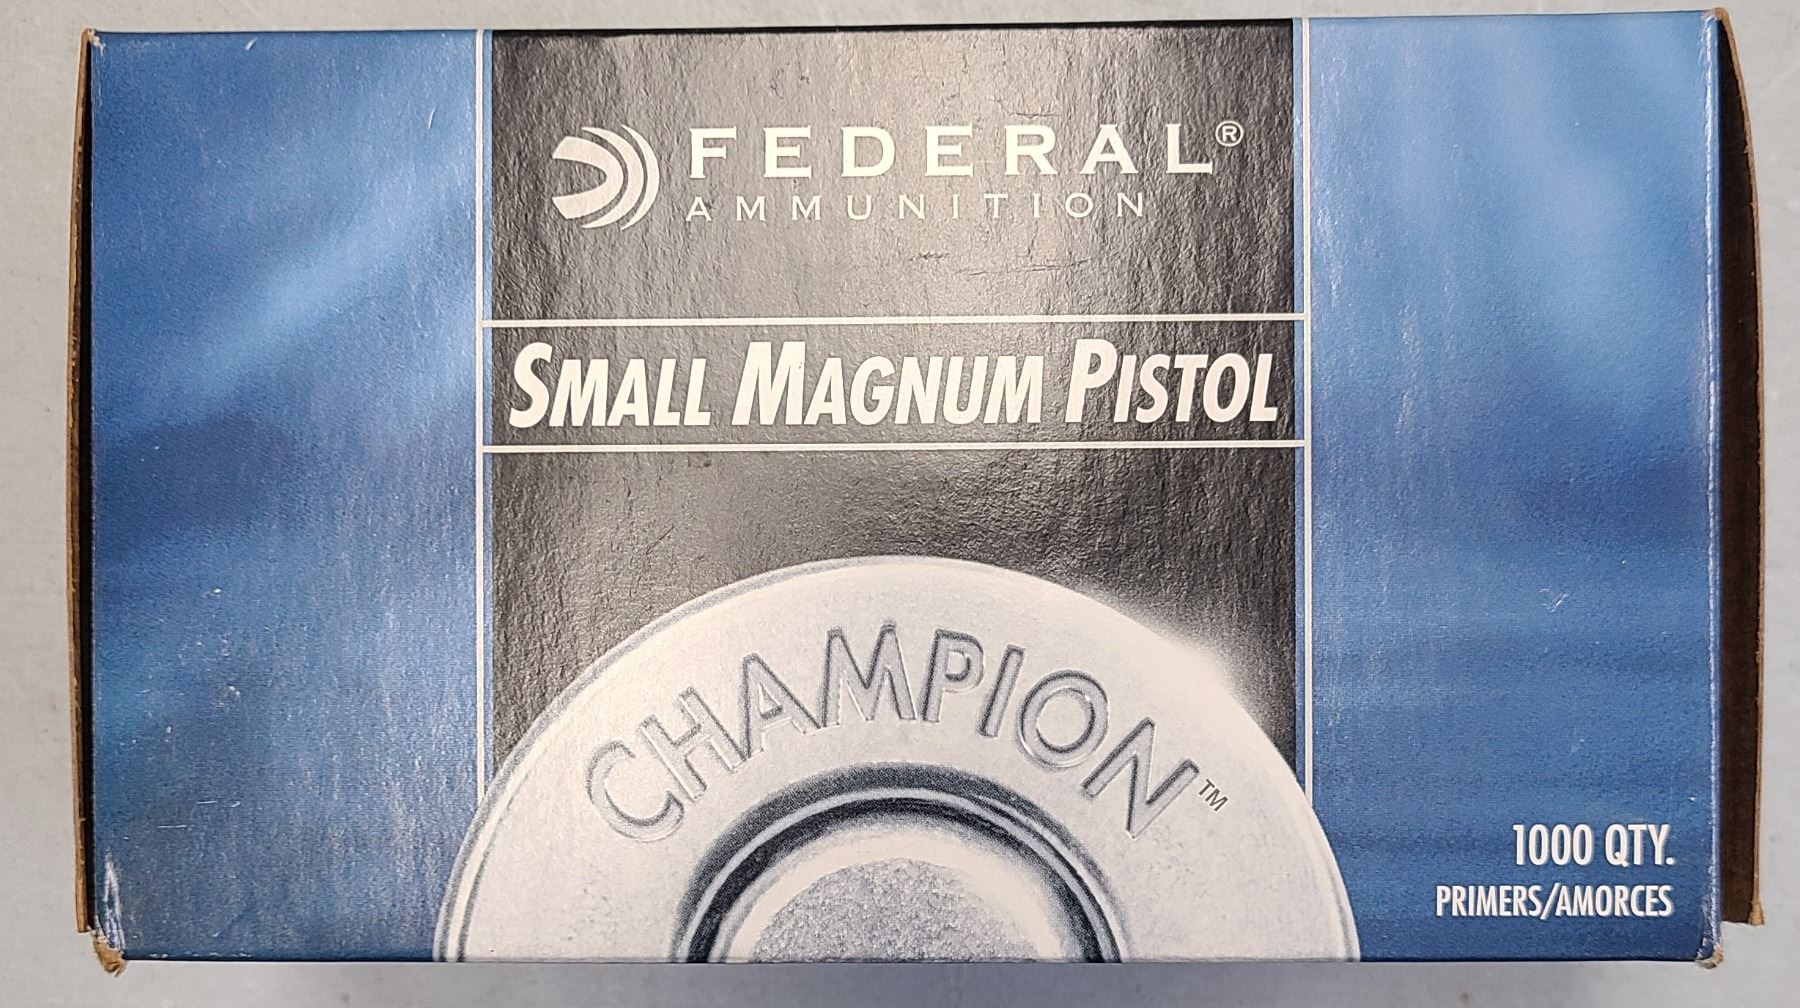 FEDERAL®
AMMUNITION
SMALL MAGNUM PISTOL
CHAMPION™
1000 QTY.
PRIMERS/AMORCES